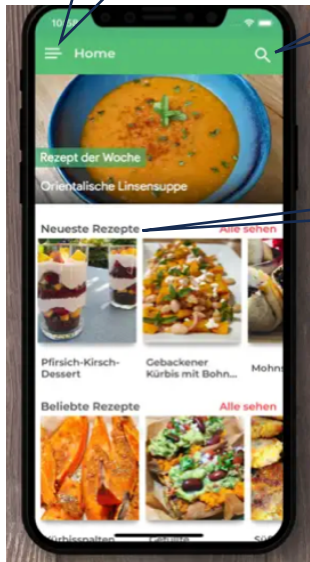 Home
Rezept der Woche
Orientalische Linsensuppe
Neueste Rezepte
Alle sehen
Pfirsich-Kirsch-
Dessert
Gebackener
Kürbis mit Bohn...
Beliebte Rezepte
Alle sehen
Kürbisspalten